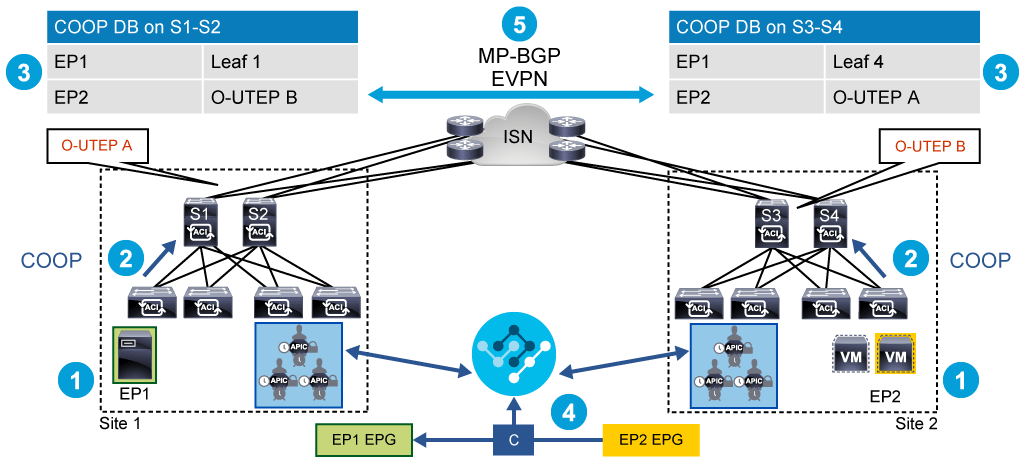 COOP DB on S1-S2
EP1 Leaf 1
EP2 O-UTEP B
3
5
MP-BGP
EVPN
COOP DB on S3-S4
EP1 Leaf 4
EP2 O-UTEP A
3
ISN
O-UTEP A
O-UTEP B
S1 S2
ACI ACI
S3 S4
ACI ACI
COOP
2
2
COOP
ACI ACI ACI ACI
ACI ACI ACI ACI
1
EP1
APIC
APIC APIC
Site 1
APIC
APIC APIC
VM VM
EP2
1
Site 2
4
EP1 EPG
C
EP2 EPG